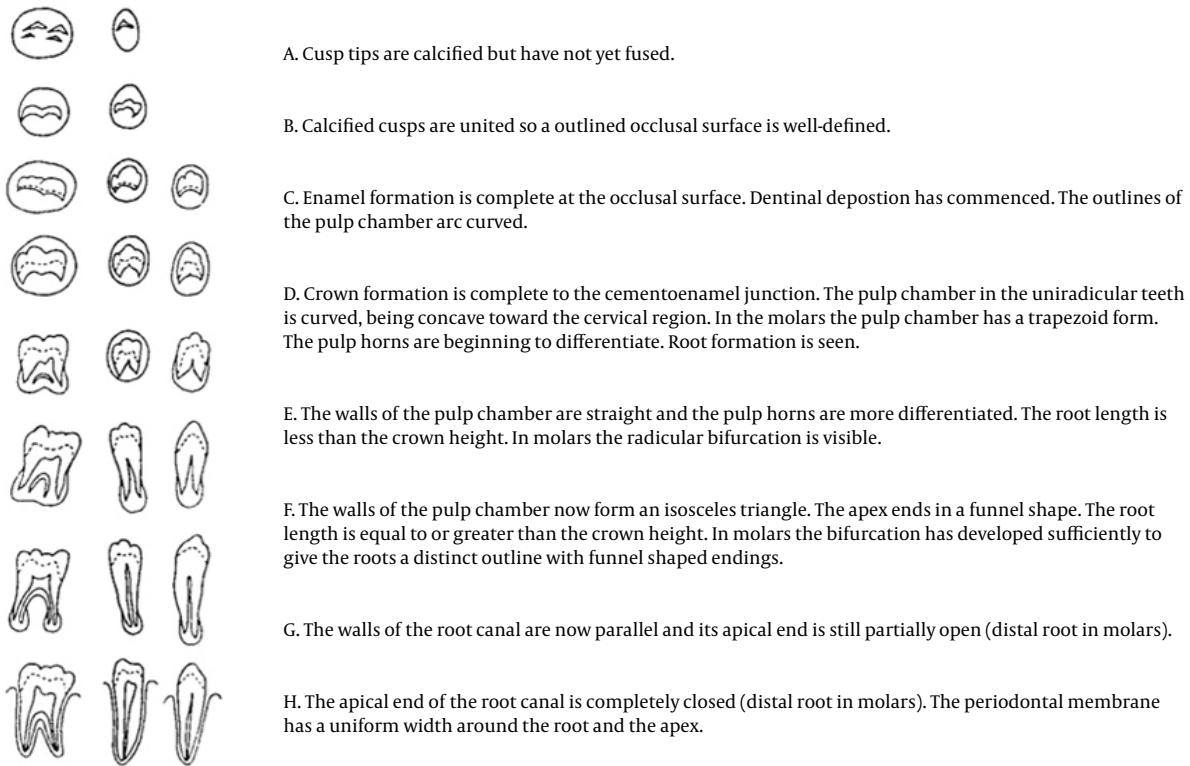 A. Cusp tips are calcified but have not yet fused.
B. Calcified cusps are united so a outlined occlusal surface is well-defined.
C. Enamel formation is complete at the occlusal surface. Dentinal depostion has commenced. The outlines of
the pulp chamber arc curved.
D. Crown formation is complete to the cementoenamel junction. The pulp chamber in the uniradicular teeth
is curved, being concave toward the cervical region. In the molars the pulp chamber has a trapezoid form.
The pulp horns are beginning to differentiate. Root formation is seen.
E. The walls of the pulp chamber are straight and the pulp horns are more differentiated. The root length is
less than the crown height. In molars the radicular bifurcation is visible.
F. The walls of the pulp chamber now form an isosceles triangle. The apex ends in a funnel shape. The root
length is equal to or greater than the crown height. In molars the bifurcation has developed sufficiently to
give the roots a distinct outline with funnel shaped endings.
G. The walls of the root canal are now parallel and its apical end is still partially open (distal root in molars).
H. The apical end of the root canal is completely closed (distal root in molars). The periodontal membrane
has a uniform width around the root and the apex.